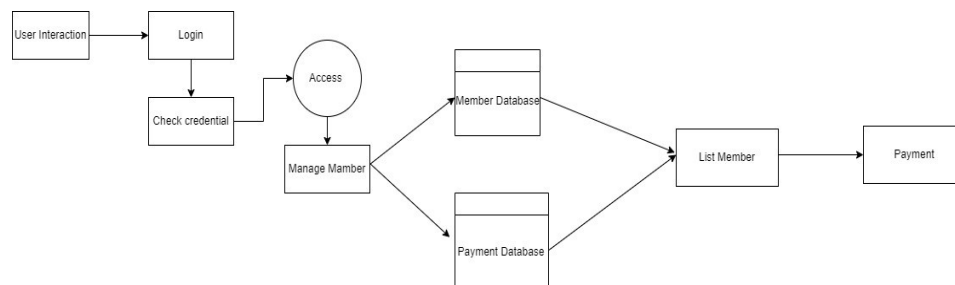 User Interaction
Login
Check credential
Access
Manage Mamber
Member Database
Payment Database
List Member
Payment